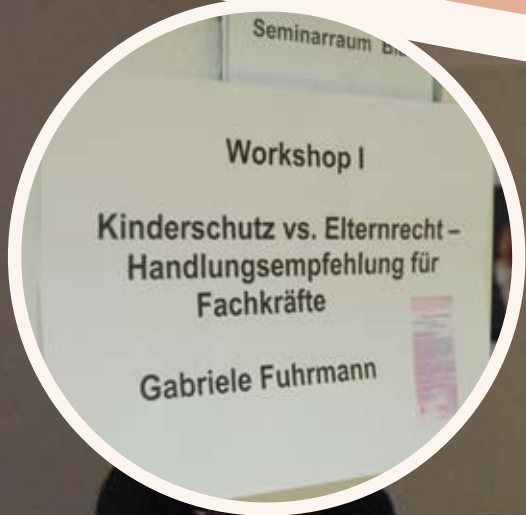 Seminarraum
Workshop I
Kinderschutz vs. Elternrecht –
Handlungsempfehlung für
Fachkräfte
Gabriele Fuhrmann